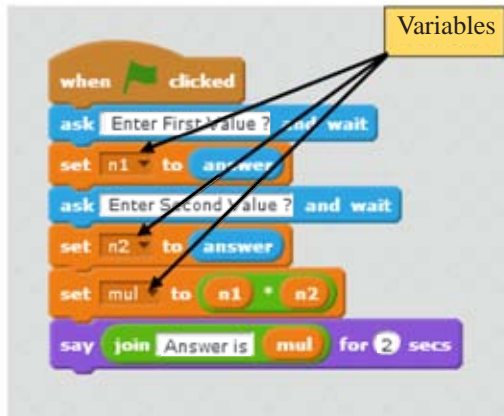 Variables
when clicked
ask Enter First Value ? and wait
set n1 to answer
ask Enter Second Value ? and wait
set n2 to answer
set mul to n1 * n2
say join Answer is mul for 2 secs